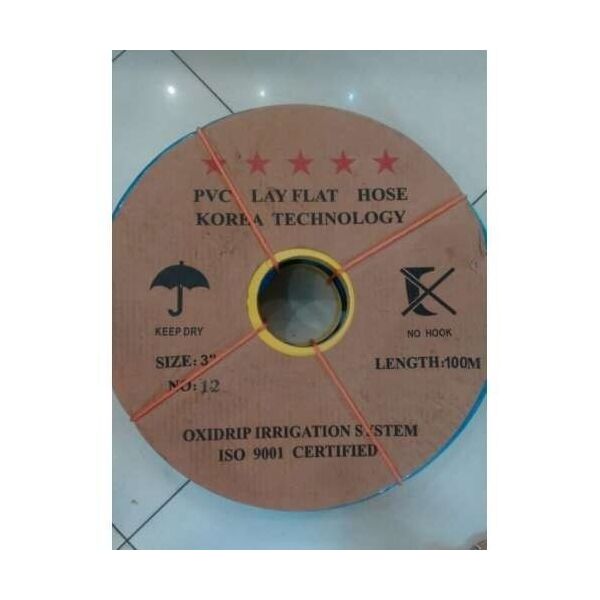 PVC LAY FLAT HOSE
KOREA TECHNOLOGY
KEEP DRY
NO HOOK
SIZE: 3"
LENGTH:100M
NO: 12
OXIDRIP IRRIGATION SYSTEM
ISO 9001 CERTIFIED